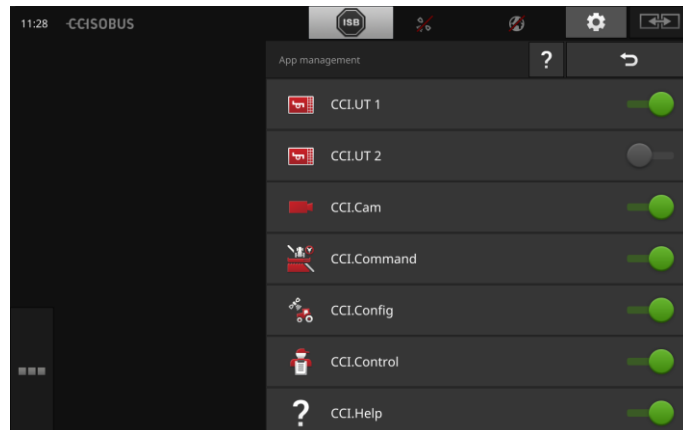 11:28 -CCISOBUS ISB
App management ?
CCI.UT 1
CCI.UT 2
CCI.Cam
CCI.Command
CCI.Config
CCI.Control
? CCI.Help